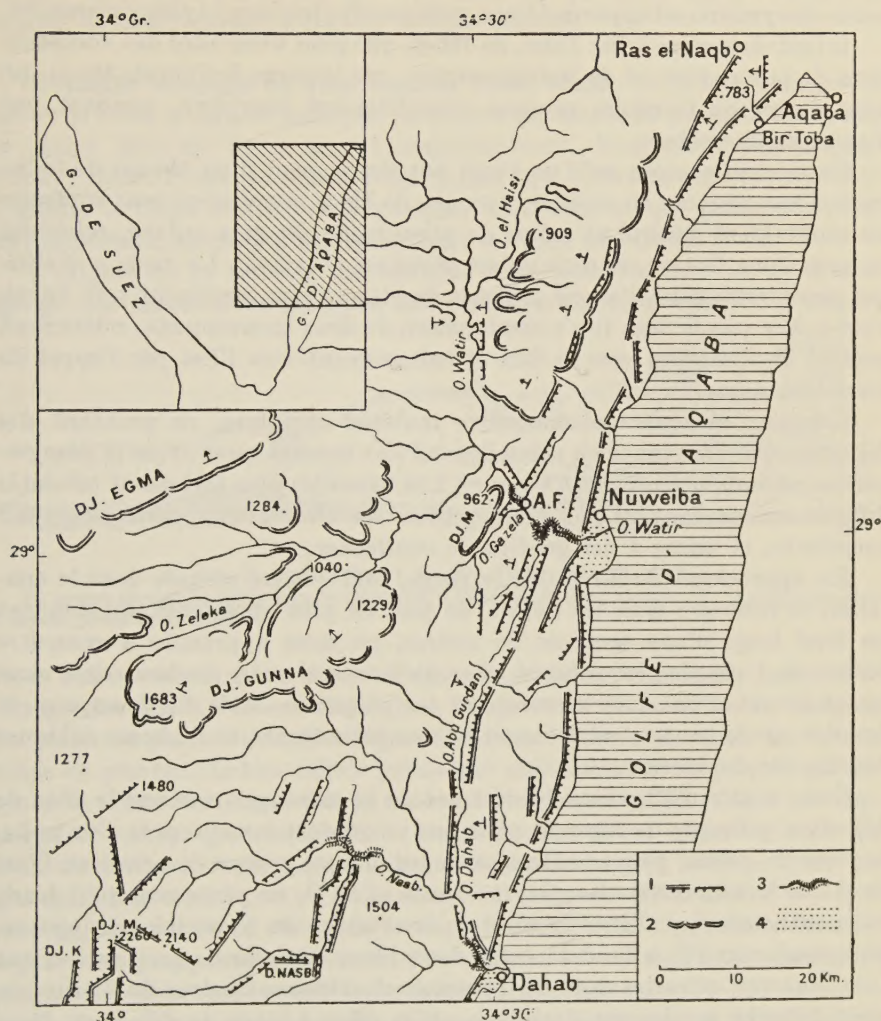 34° Gr.
34° 30'
Ras el Naqb
783
Aqaba
Bir Toba
G. DE SUEZ
G. D'AQABA
O. el Haisi
909
O. Watir
GOLFE D'AQABA
DJ. EGMA
1284
DJ. M
962
A.F.
Nuweiba
O. Gazela
O. Watir
29°
29°
1040
1229
O. Zeleka
DJ. GUNNA
1683
O. Abp Gurdan
1277
1480
O. Dahab
O. Naab.
1504
DJ. M.
2260
2140
DJ. K
D. NASB
Dahab
1
2
3
4
0 10 20 Km.
34°
34° 30'